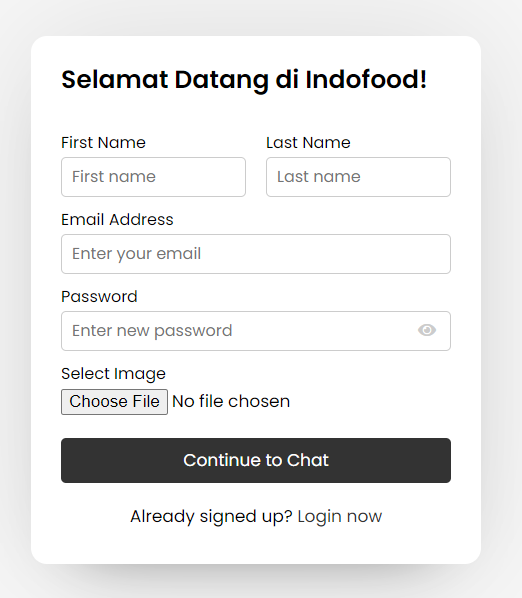 Selamat Datang di Indofood!
First Name Last Name
First name Last name
Email Address
Enter your email
Password
Enter new password
Select Image
Choose File No file chosen
Continue to Chat
Already signed up? Login now